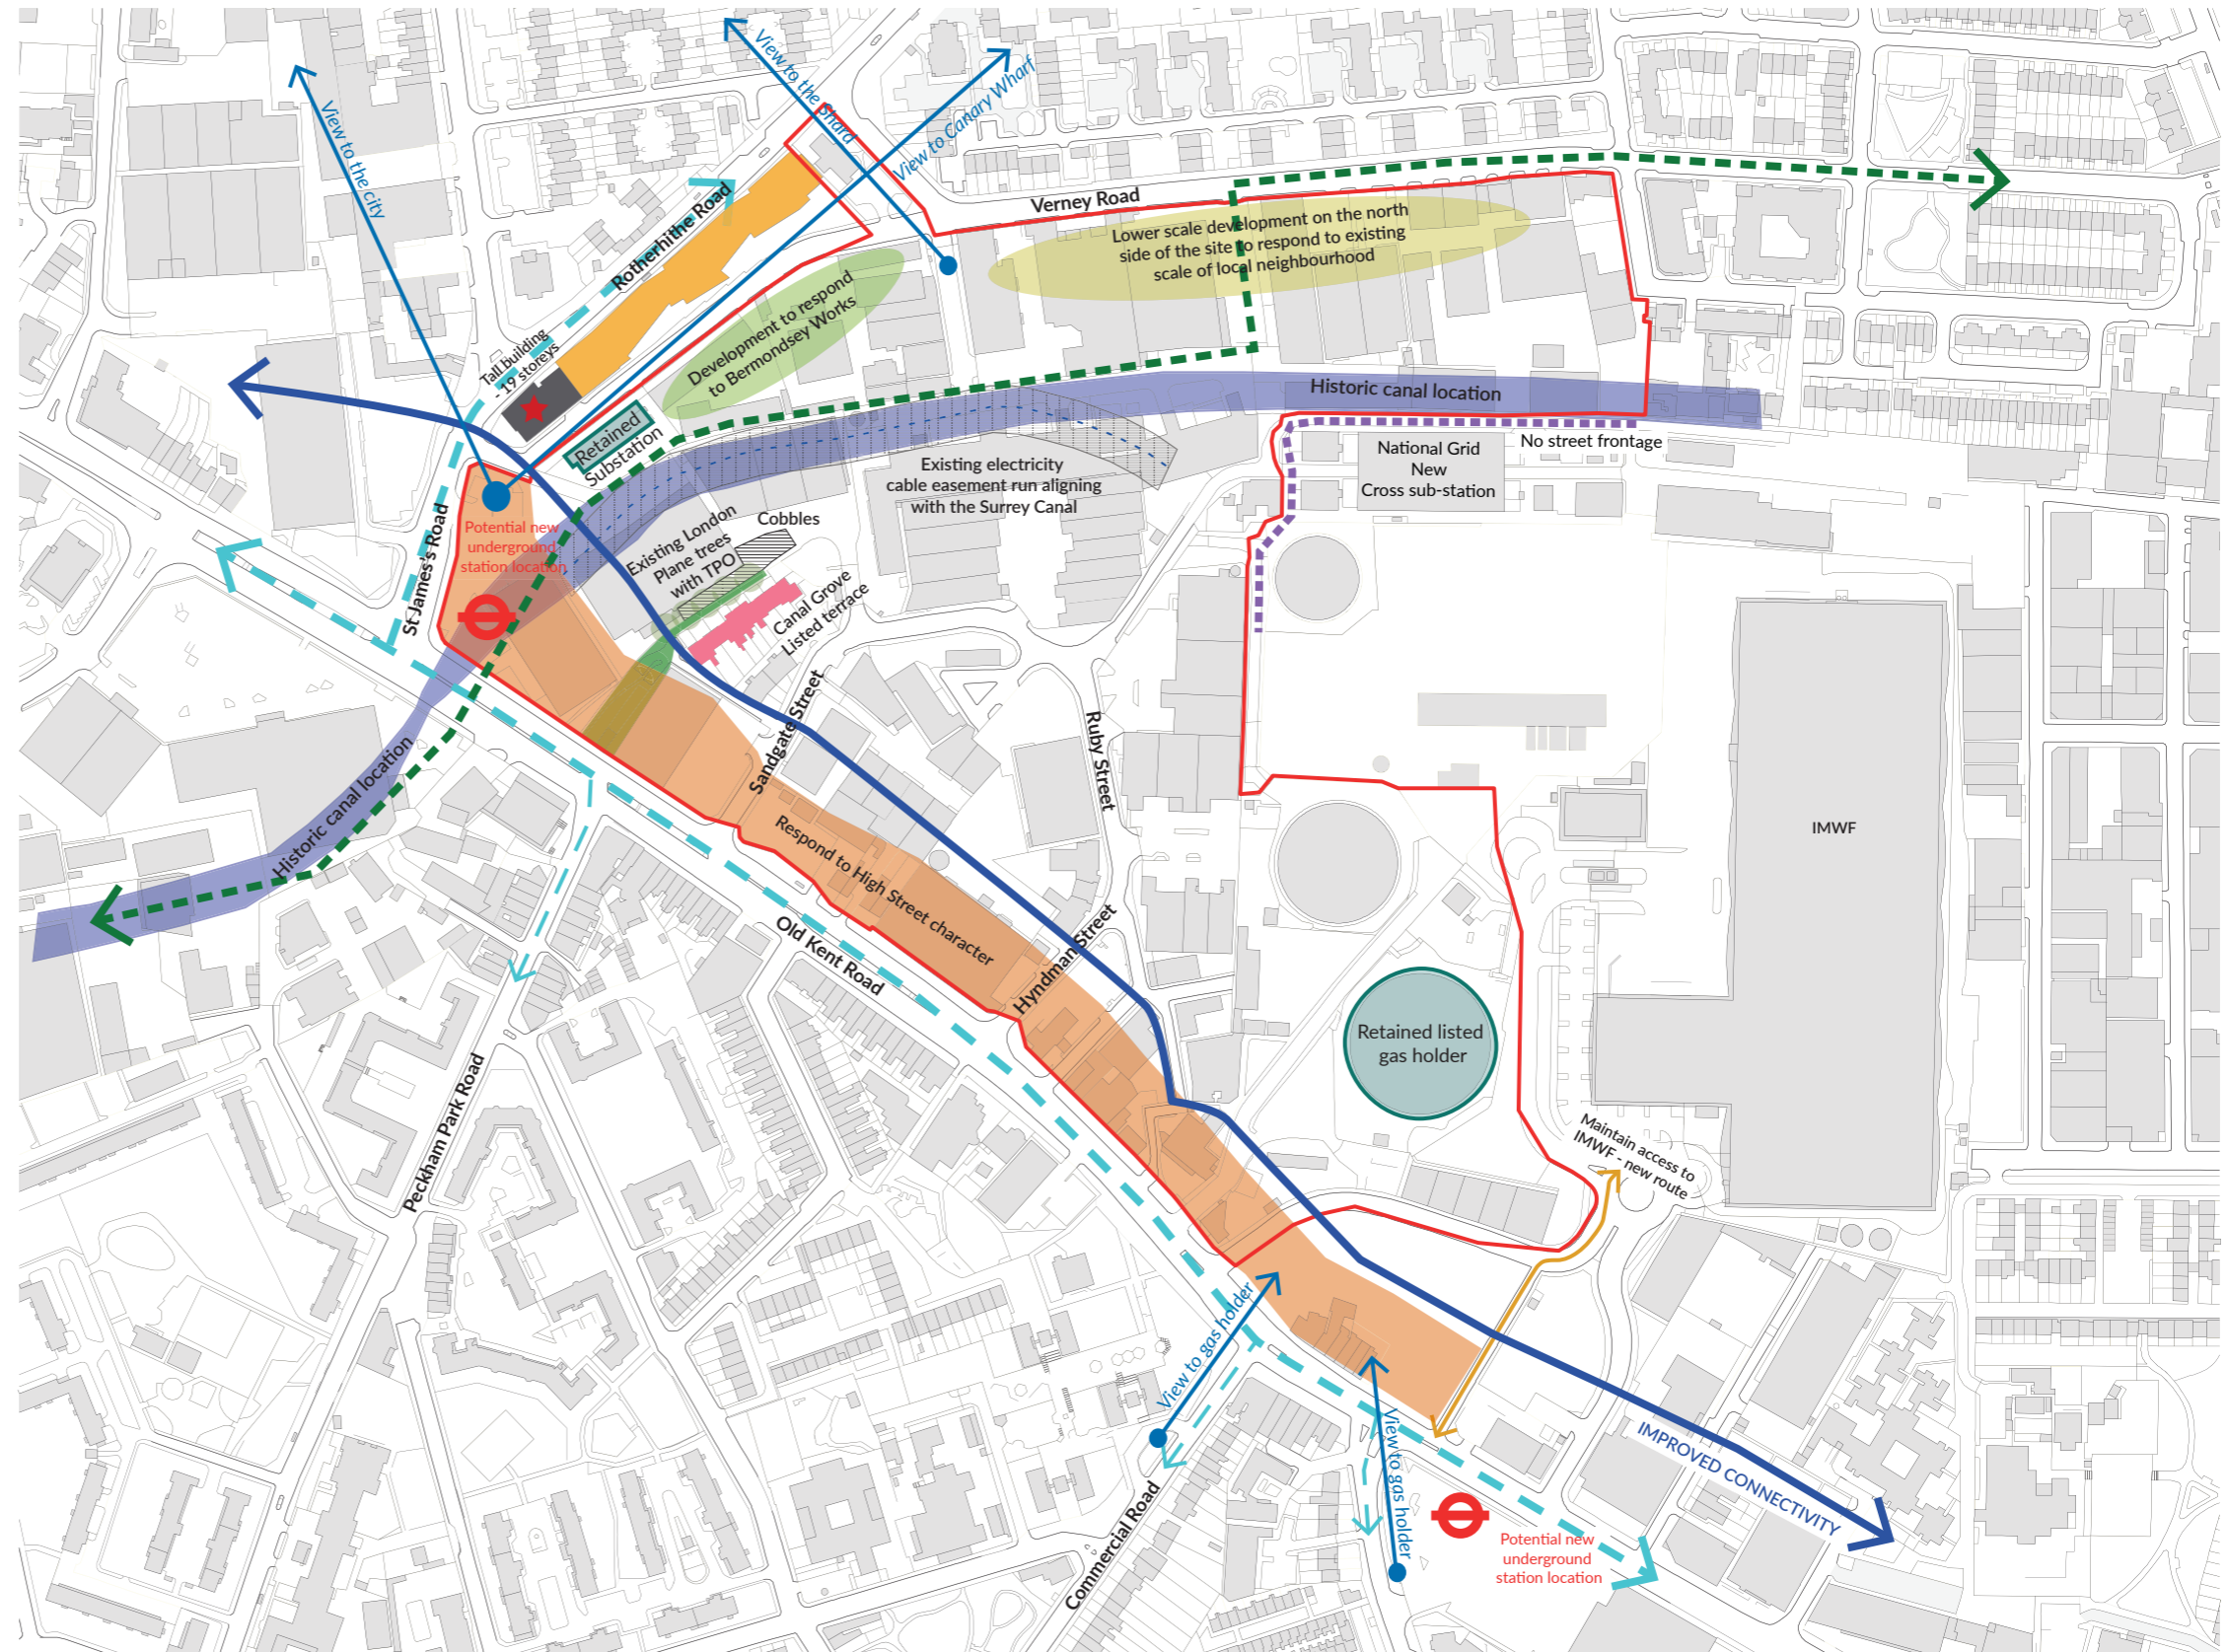 View to the city
View to the Shard
View to Canary Wharf
Rotherhithe Road
Verney Road
Lower scale development on the north
side of the site to respond to existing
scale of local neighbourhood
Tall building
- 19 storeys
Development to respond
to Bermondsey Works
Historic canal location
Retained
Substation
No street frontage
National Grid
New
Cross sub-station
Existing electricity
cable easement run aligning
with the Surrey Canal
St James's Road
Potential new
underground
station location
Cobbles
Existing London
Plane trees
with TPO
Canal Grove
Listed terrace
Sandgate Street
Ruby Street
Historic canal location
IMWF
Respond to High Street character
Old Kent Road
Hyndman Street
Retained listed
gas holder
Peckham Park Road
Maintain access to
IMWF - new route
View to gas holder
View to gas holder
Commercial Road
IMPROVED CONNECTIVITY
Potential new
underground
station location